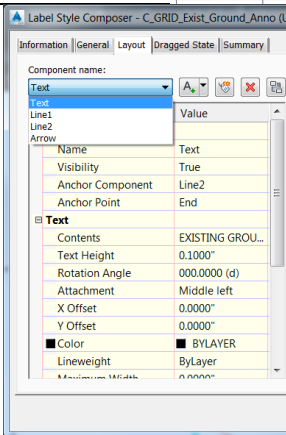 Label Style Composer - C_GRID_Exist_Ground_Anno (U
Information General Layout Dragged State Summary
Component name:
Text
Text
Line1
Line2
Arrow
Value
Name Text
Visibility True
Anchor Component Line2
Anchor Point End
Text
Contents EXISTING GROU...
Text Height 0.1000"
Rotation Angle 000.0000 (d)
Attachment Middle left
X Offset 0.0000"
Y Offset 0.0000"
Color BYLAYER
Lineweight ByLayer
Maximum Width 0.0000"